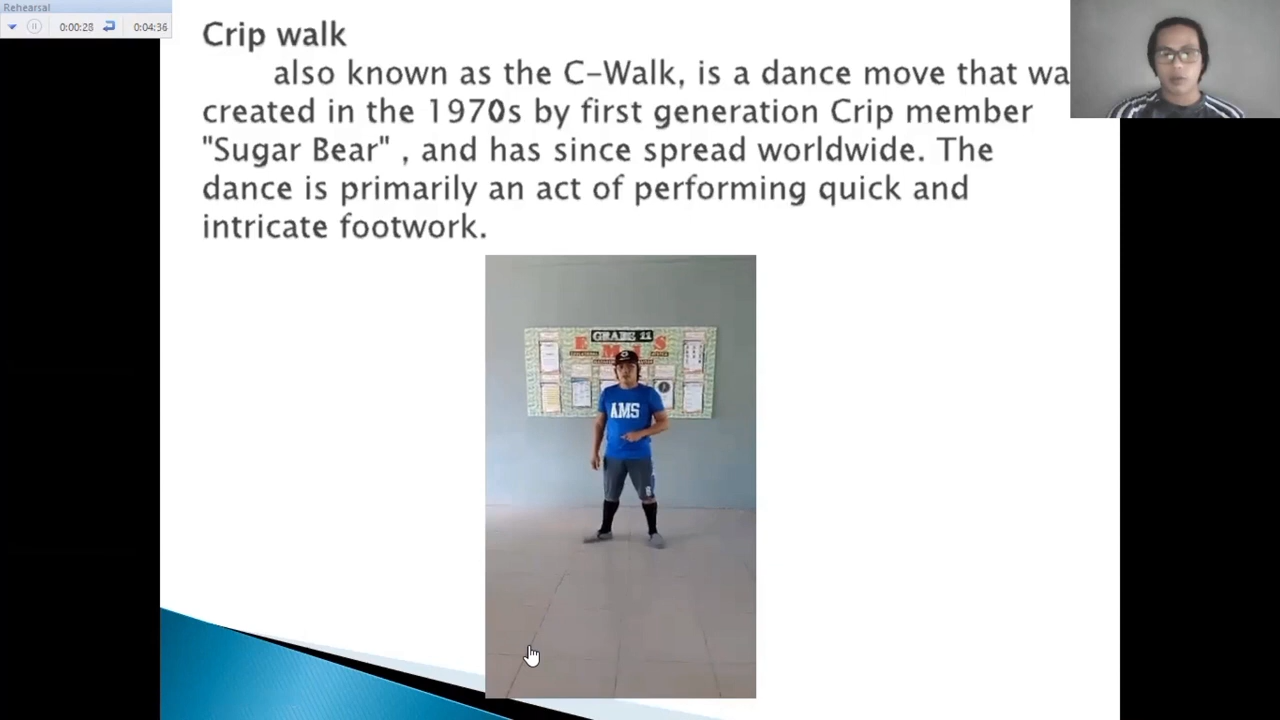 Rehearsal
0:00:28
0:04:36
Crip walk
also known as the C-Walk, is a dance move that wa
created in the 1970s by first generation Crip member
"Sugar Bear" , and has since spread worldwide. The
dance is primarily an act of performing quick and
intricate footwork.
GRADE 11
E M I S
AMS